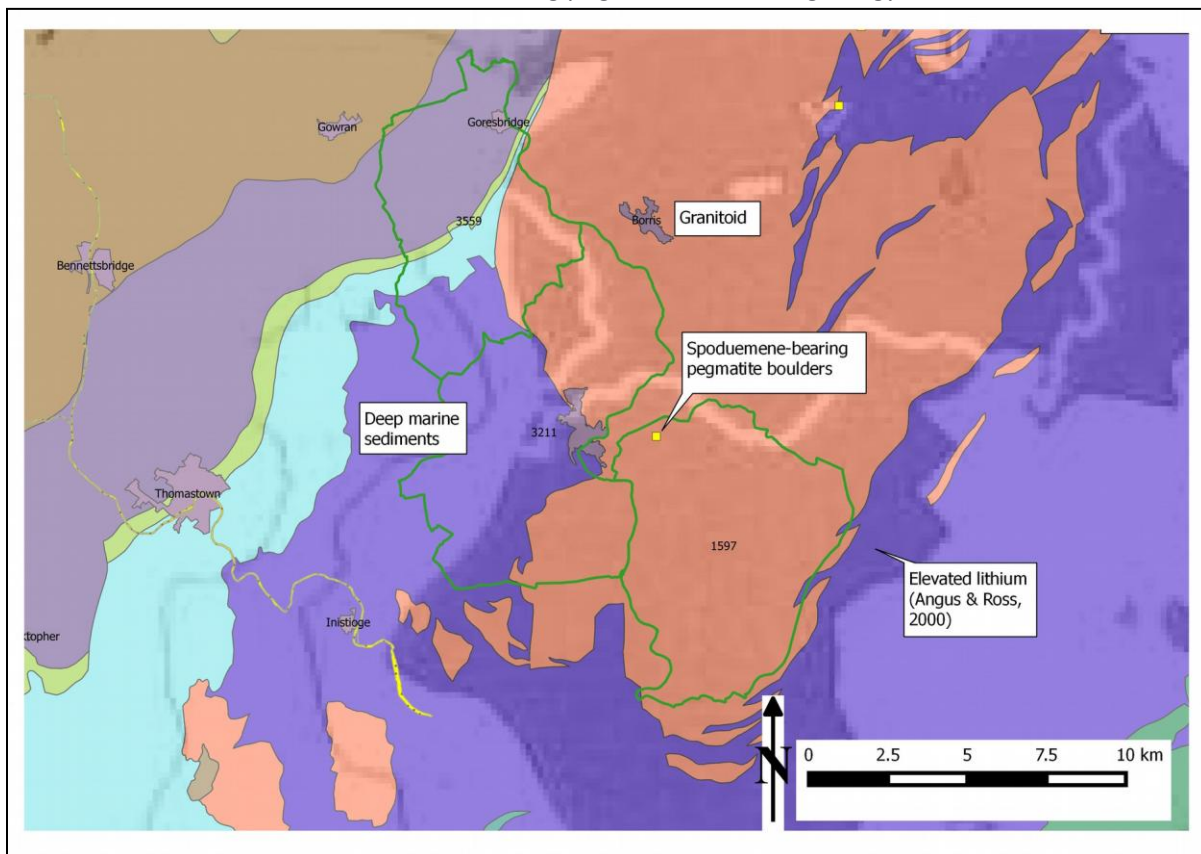 Gowran
Goresbridge
3559
Borris
Granitoid
Bennettsbridge
Spoduemene-bearing
pegmatite boulders
Deep marine
sediments
3211
Thomastown
1597
Elevated lithium
(Angus & Ross,
2000)
Inistioge
ktopher
N
0 2.5 5 7.5 10 km